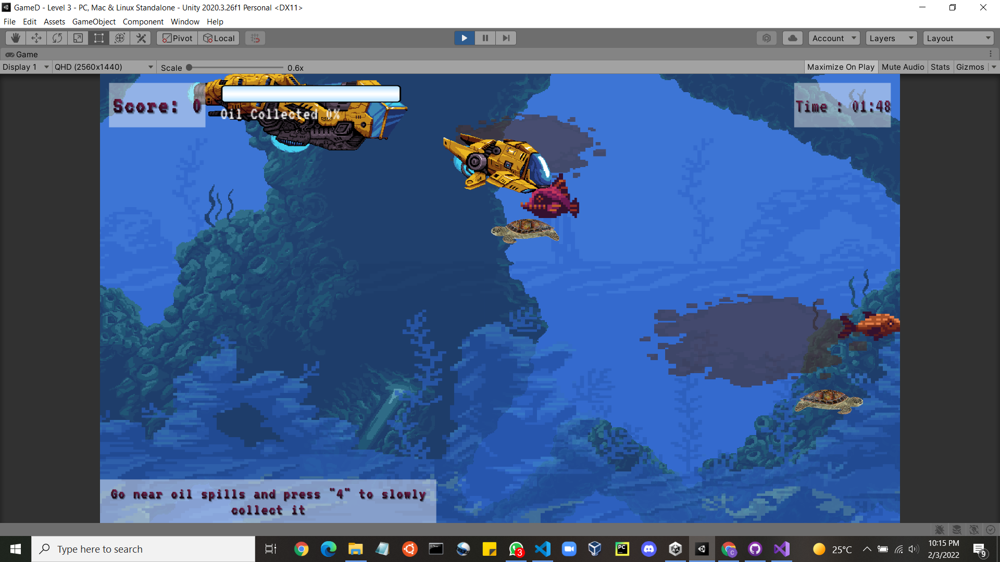 GameD - Level 3 - PC, Mac & Linux Standalone - Unity 2020.3.26f1 Personal <DX11>
File Edit Assets GameObject Component Window Help
Pivot Local Account Layers Layout
Game
Display 1 QHD (2560x1440) Scale 0.6x Maximize On Play Mute Audio Stats Gizmos
Score: 0
Oil Collected 0%
Time : 01:48
Go near oil spills and press "4" to slowly
collect it
Type here to search
3
PC
C
25°C
10:15 PM
2/3/2022
9